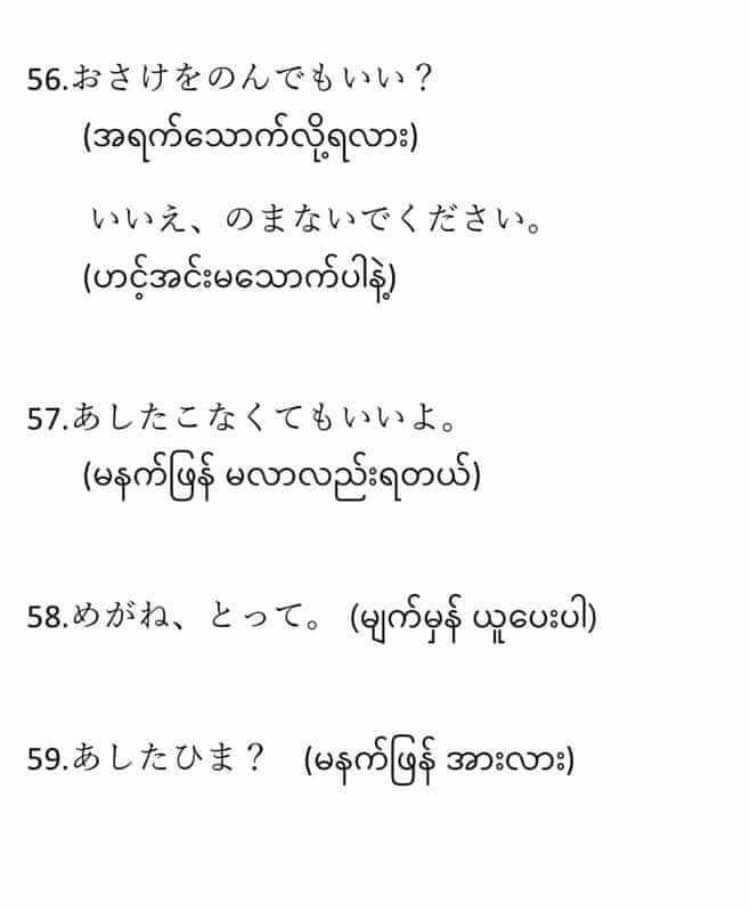 56.おさけをのんでもいい？
(အရက်သောက်လို့ရလား)
いいえ、のまないでください。
(ဟင့်အင်းမသောက်ပါနဲ့)
57.あしたこなくてもいいよ。
(မနက်ဖြန် မလာလည်းရတယ်)
58.めがね、とって。 (မျက်မှန် ယူပေးပါ)
59.あしたひま？ (မနက်ဖြန် အားလား)